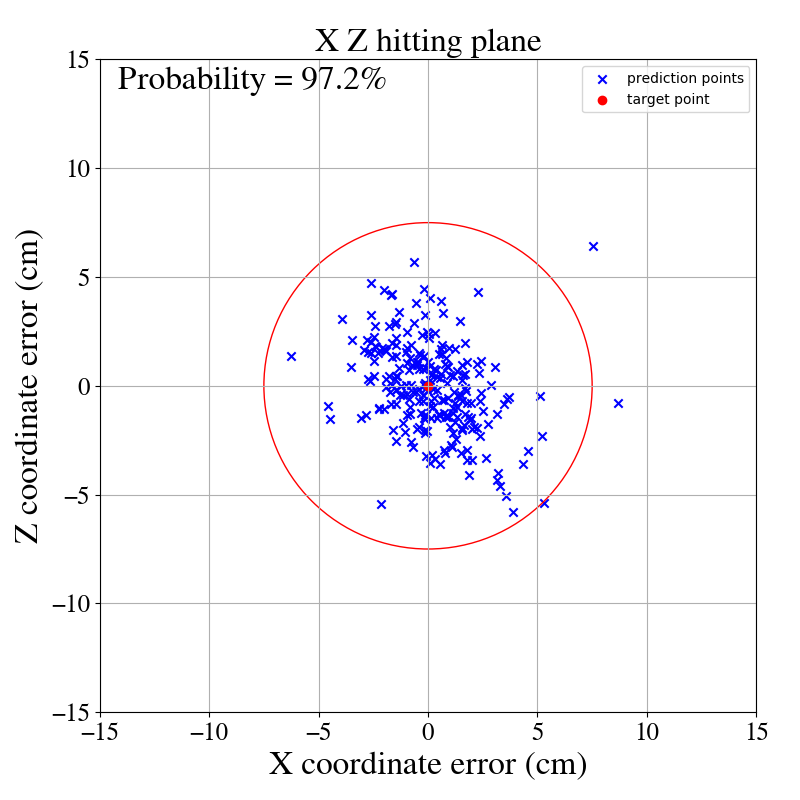 X Z hitting plane
Probability = 97.2%
prediction points
target point
15
10
5
0
−5
−10
−15
Z coordinate error (cm)
−15 −10 −5 0 5 10 15
X coordinate error (cm)